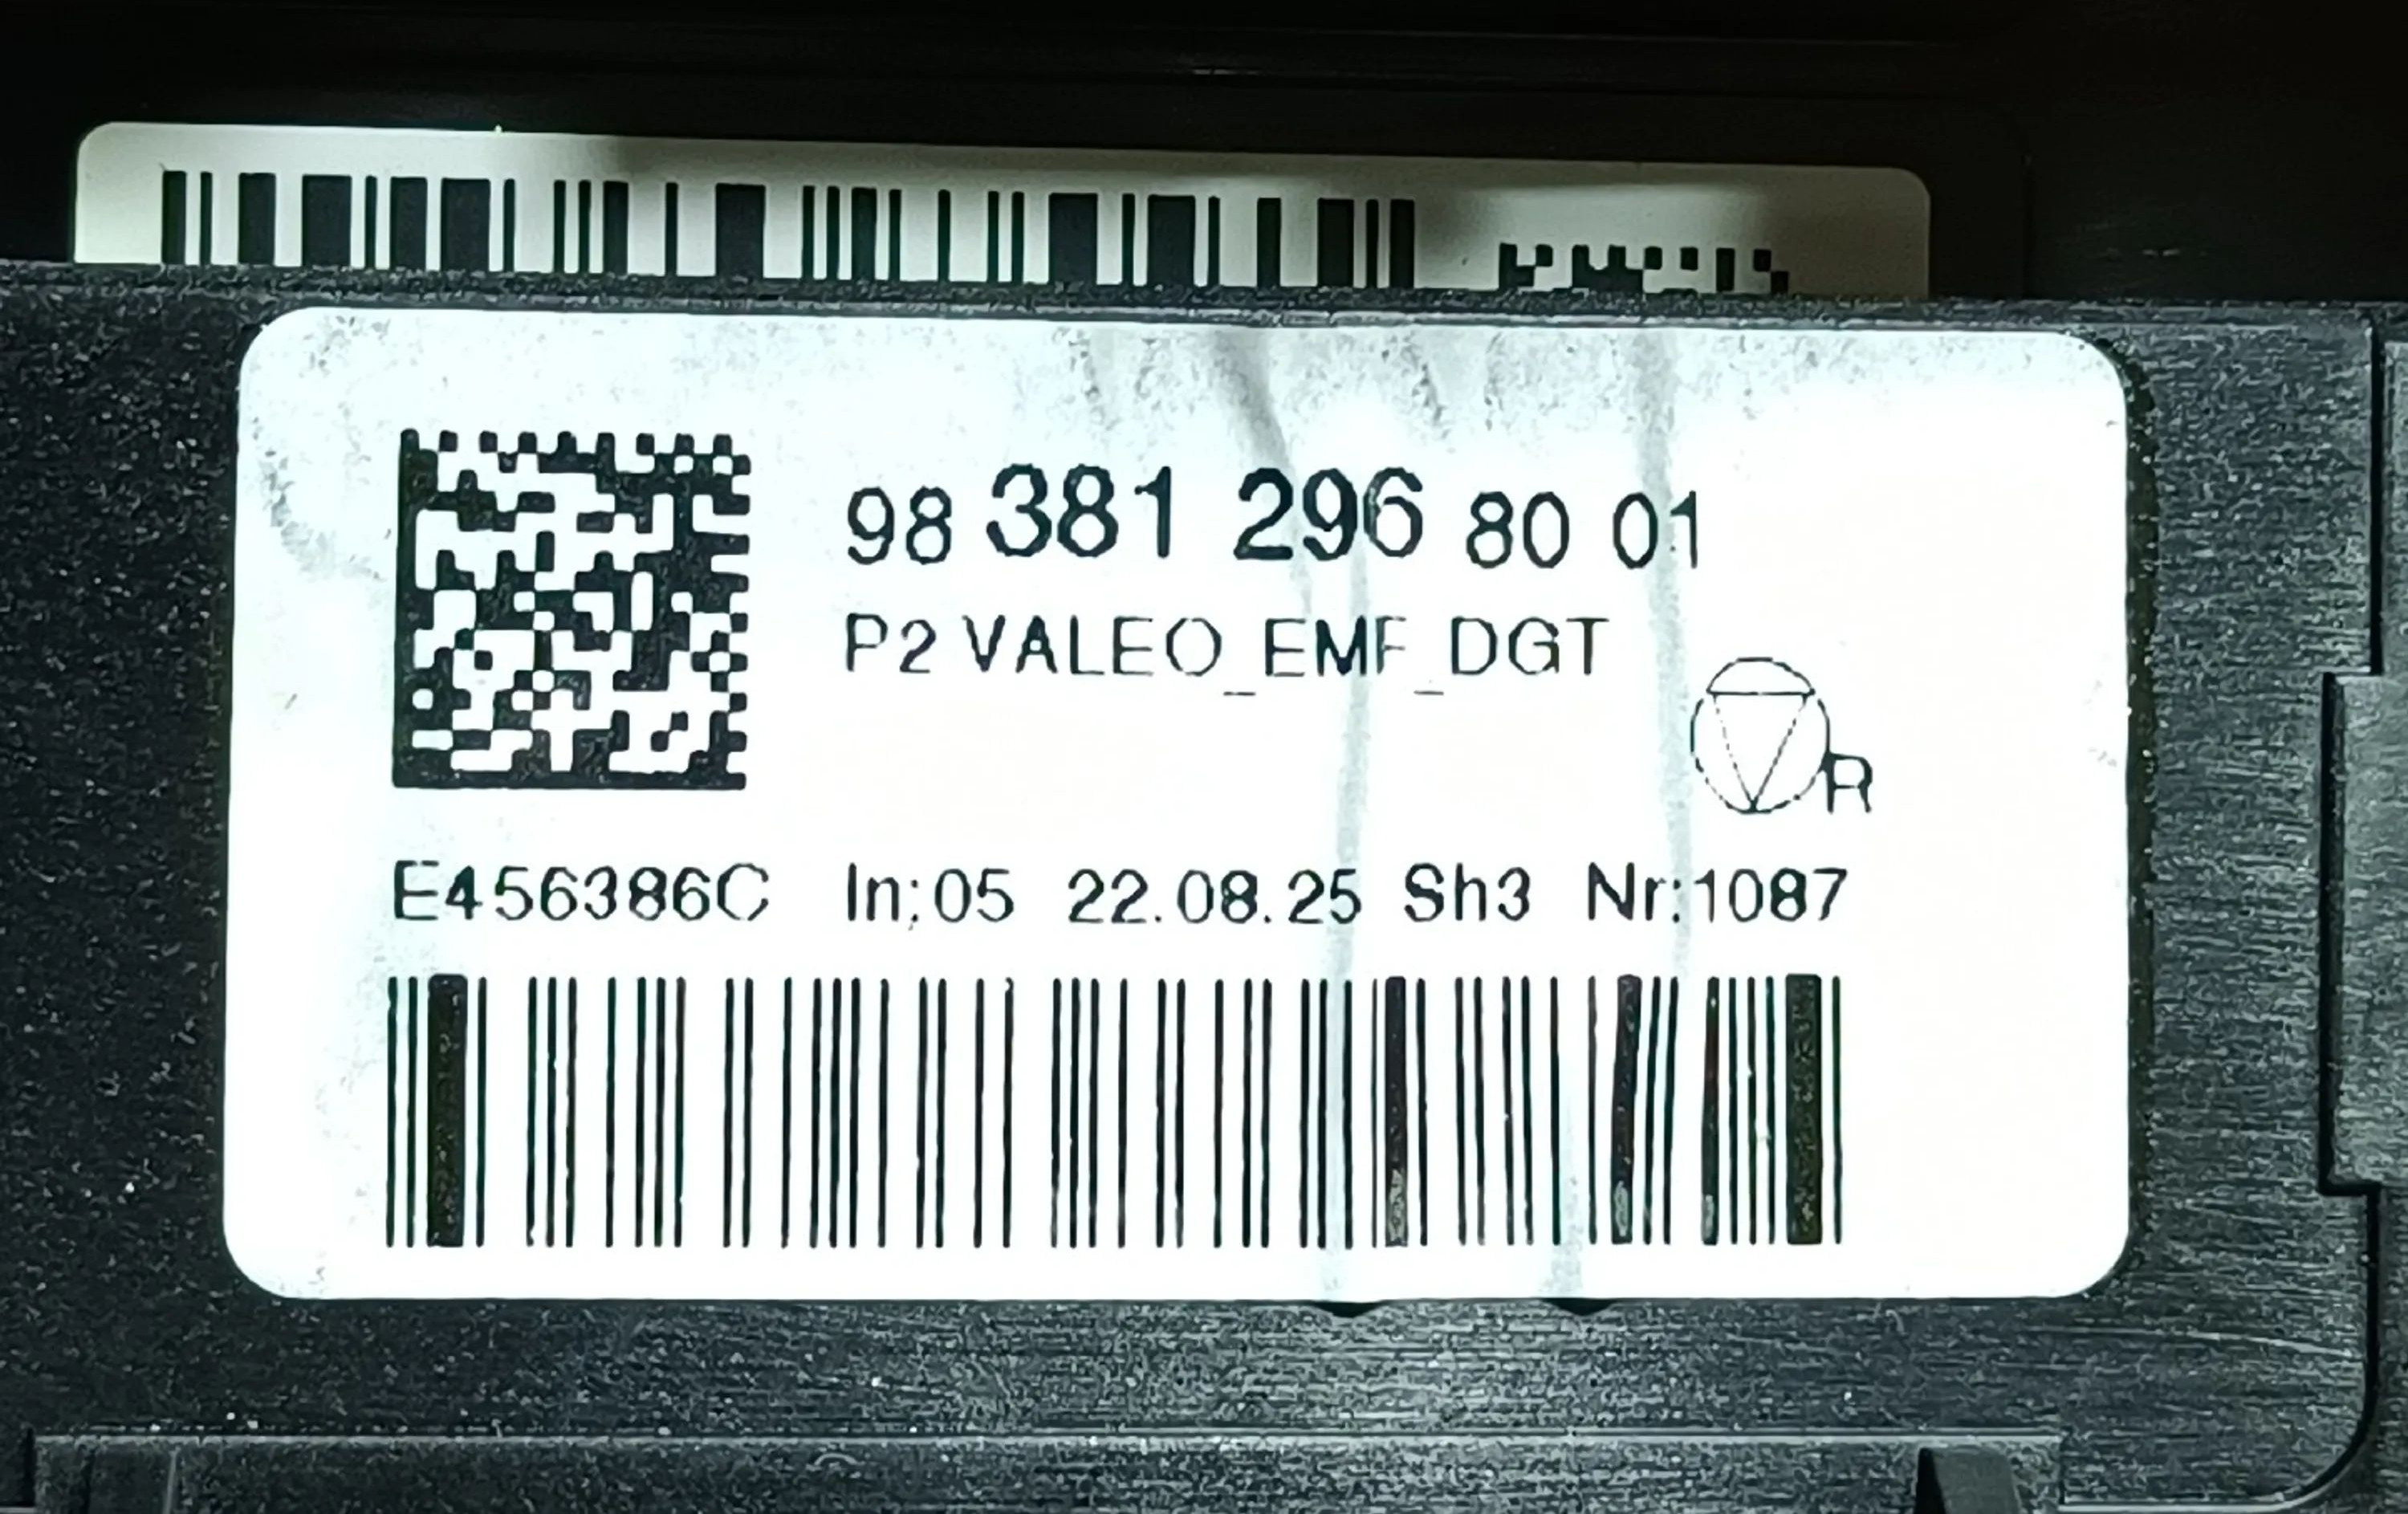 98 381 296 80 01
P2 VALEO_EMF_DGT
R
E456386C In:05 22.08.25 Sh3 Nr:1087